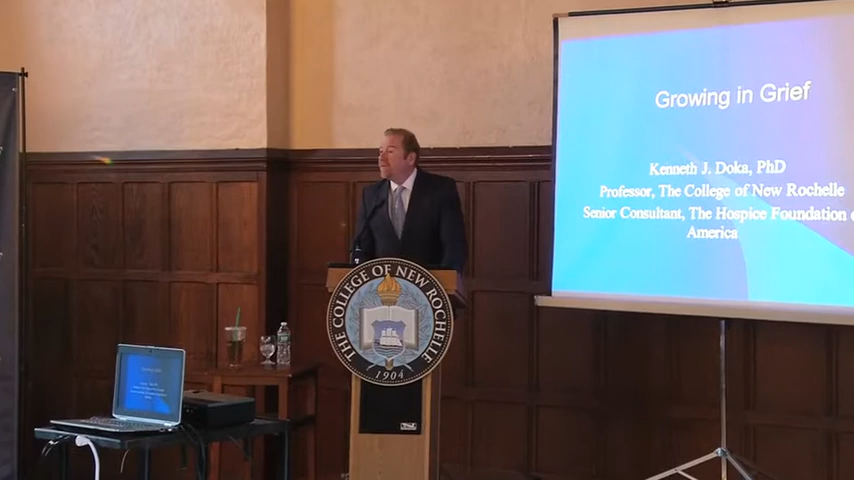 Growing in Grief
Kenneth J. Doka, PhD
Professor, The College of New Rochelle
Senior Consultant, The Hospice Foundation
America
THE COLLEGE OF NEW ROCHELLE
1904